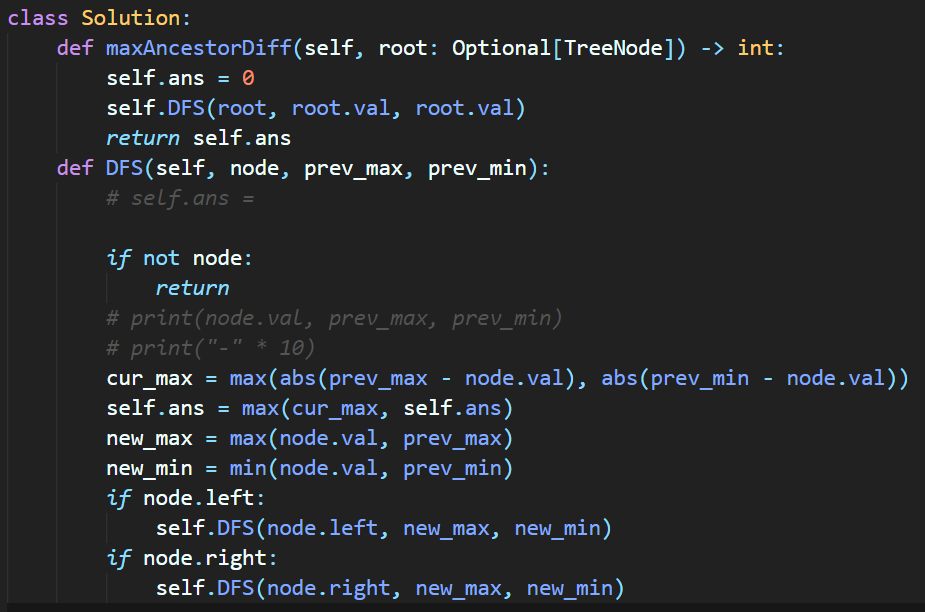 class Solution:
    def maxAncestorDiff(self, root: Optional[TreeNode]) -> int:
        self.ans = 0
        self.DFS(root, root.val, root.val)
        return self.ans
    def DFS(self, node, prev_max, prev_min):
        # self.ans =

        if not node:
            return
        # print(node.val, prev_max, prev_min)
        # print("-" * 10)
        cur_max = max(abs(prev_max - node.val), abs(prev_min - node.val))
        self.ans = max(cur_max, self.ans)
        new_max = max(node.val, prev_max)
        new_min = min(node.val, prev_min)
        if node.left:
            self.DFS(node.left, new_max, new_min)
        if node.right:
            self.DFS(node.right, new_max, new_min)